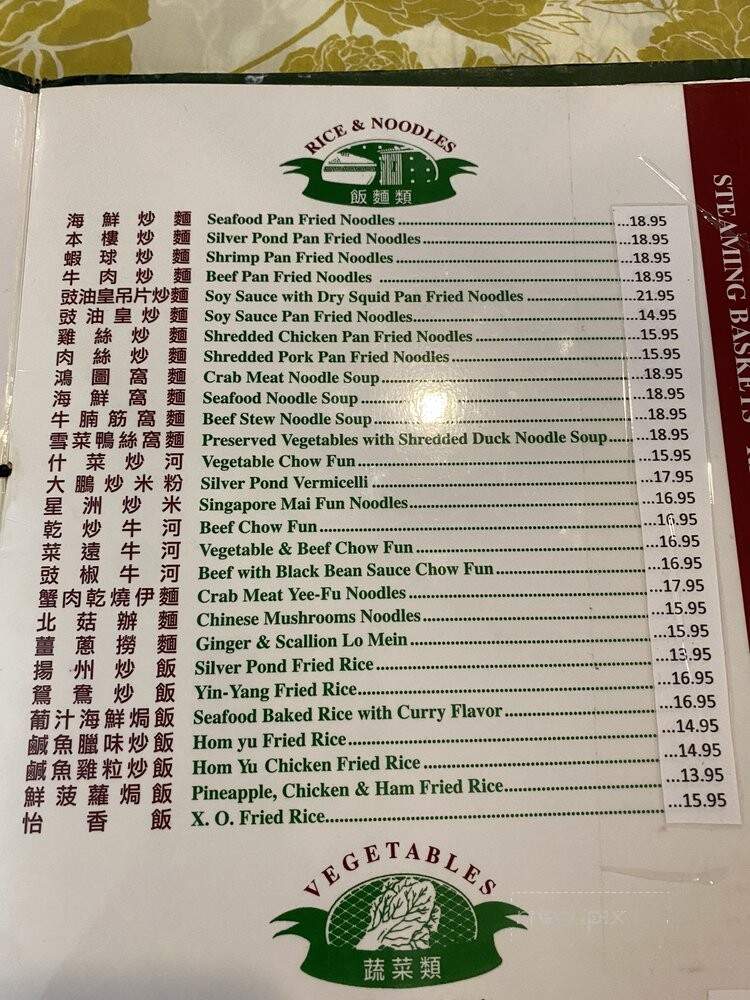 RICE & NOODLES
飯麵類
海鮮炒麵 Seafood Pan Fried Noodles ...18.95
本樓炒麵 Silver Pond Pan Fried Noodles ...18.95
蝦球炒麵 Shrimp Pan Fried Noodles ...18.95
牛肉炒麵 Beef Pan Fried Noodles ...18.95
豉油皇吊片炒麵 Soy Sauce with Dry Squid Pan Fried Noodles ...21.95
豉油皇炒麵 Soy Sauce Pan Fried Noodles ...14.95
雞絲炒麵 Shredded Chicken Pan Fried Noodles ...15.95
肉絲炒麵 Shredded Pork Pan Fried Noodles ...15.95
鴻圖窩麵 Crab Meat Noodle Soup ...18.95
海鮮窩麵 Seafood Noodle Soup ...18.95
牛腩筋窩麵 Beef Stew Noodle Soup ...18.95
雪菜鴨絲窩麵 Preserved Vegetables with Shredded Duck Noodle Soup ...18.95
什菜炒河 Vegetable Chow Fun ...15.95
大鵬炒米粉 Silver Pond Vermicelli ...17.95
星洲炒米 Singapore Mai Fun Noodles ...16.95
乾炒牛河 Beef Chow Fun ...16.95
菜遠牛河 Vegetable & Beef Chow Fun ...16.95
豉椒牛河 Beef with Black Bean Sauce Chow Fun ...16.95
蟹肉乾燒伊麵 Crab Meat Yee-Fu Noodles ...17.95
北菇辦麵 Chinese Mushrooms Noodles ...15.95
薑蔥撈麵 Ginger & Scallion Lo Mein ...15.95
揚州炒飯 Silver Pond Fried Rice ...13.95
鴛鴦炒飯 Yin-Yang Fried Rice ...16.95
葡汁海鮮焗飯 Seafood Baked Rice with Curry Flavor ...16.95
鹹魚臘味炒飯 Hom yu Fried Rice ...14.95
鹹魚雞粒炒飯 Hom Yu Chicken Fried Rice ...14.95
鮮菠蘿焗飯 Pineapple, Chicken & Ham Fried Rice ...13.95
怡香飯 X. O. Fried Rice ...15.95
VEGETABLES
蔬菜類
STEAMING BASKETS